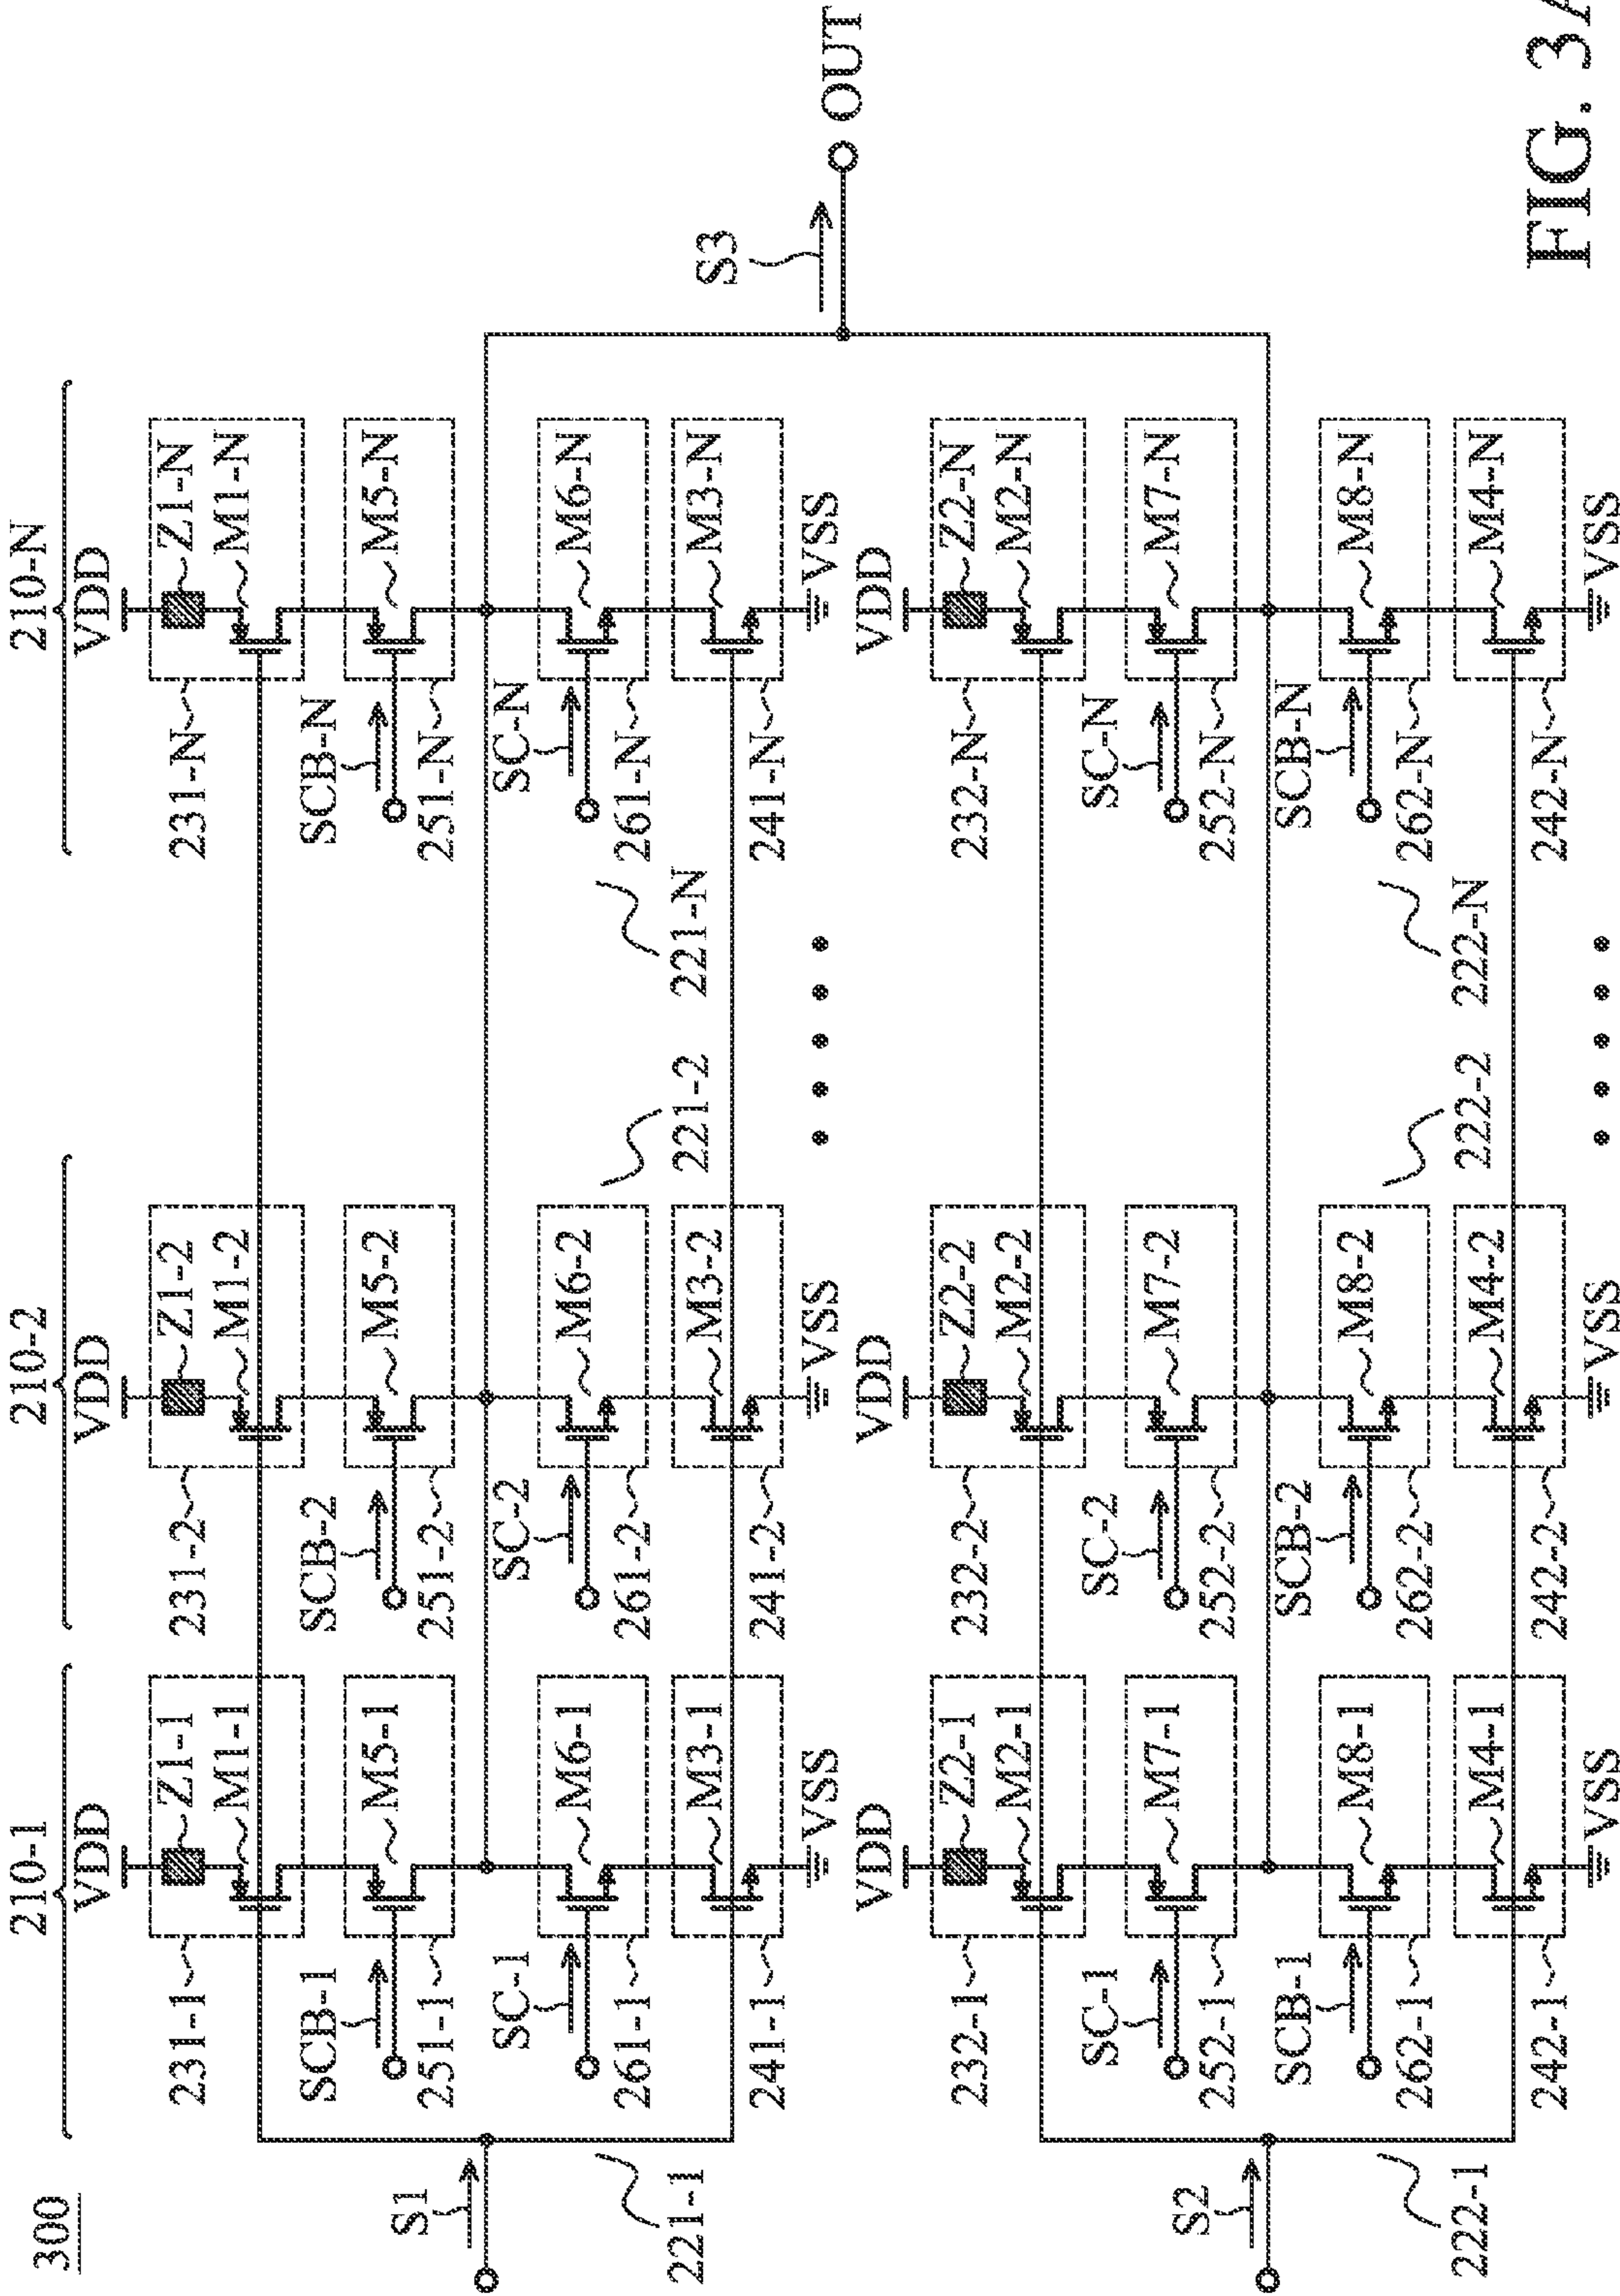 300
210-1
210-2
210-N
VDD
VDD
VDD
231-1
Z1-1
M1-1
231-2
Z1-2
M1-2
231-N
Z1-N
M1-N
SCB-1
251-1
M5-1
SCB-2
251-2
M5-2
SCB-N
251-N
M5-N
S1
SC-1
261-1
M6-1
SC-2
261-2
M6-2
SC-N
261-N
M6-N
221-1
221-2
221-N
241-1
M3-1
241-2
M3-2
241-N
M3-N
VSS
VSS
VSS
S3
OUT
VDD
VDD
VDD
232-1
Z2-1
M2-1
232-2
Z2-2
M2-2
232-N
Z2-N
M2-N
SC-1
252-1
M7-1
SC-2
252-2
M7-2
SC-N
252-N
M7-N
S2
SCB-1
262-1
M8-1
SCB-2
262-2
M8-2
SCB-N
262-N
M8-N
222-1
222-2
222-N
242-1
M4-1
242-2
M4-2
242-N
M4-N
VSS
VSS
VSS
FIG. 3A